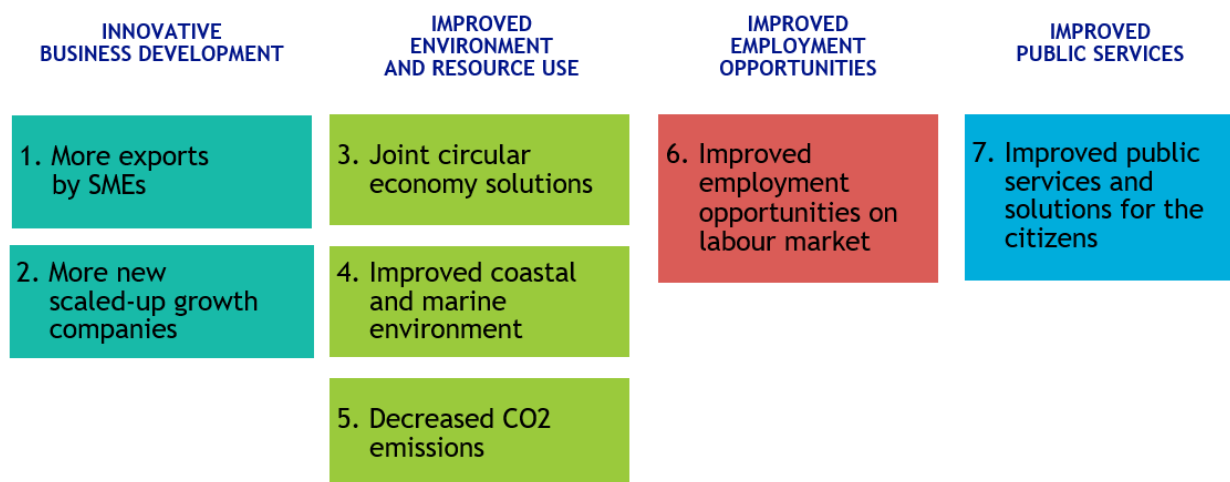 INNOVATIVE
BUSINESS DEVELOPMENT
1. More exports
by SMEs
2. More new
scaled-up growth
companies
IMPROVED
ENVIRONMENT
AND RESOURCE USE
3. Joint circular
economy solutions
4. Improved coastal
and marine
environment
5. Decreased CO2
emissions
IMPROVED
EMPLOYMENT
OPPORTUNITIES
6. Improved
employment
opportunities on
labour market
IMPROVED
PUBLIC SERVICES
7. Improved public
services and
solutions for the
citizens